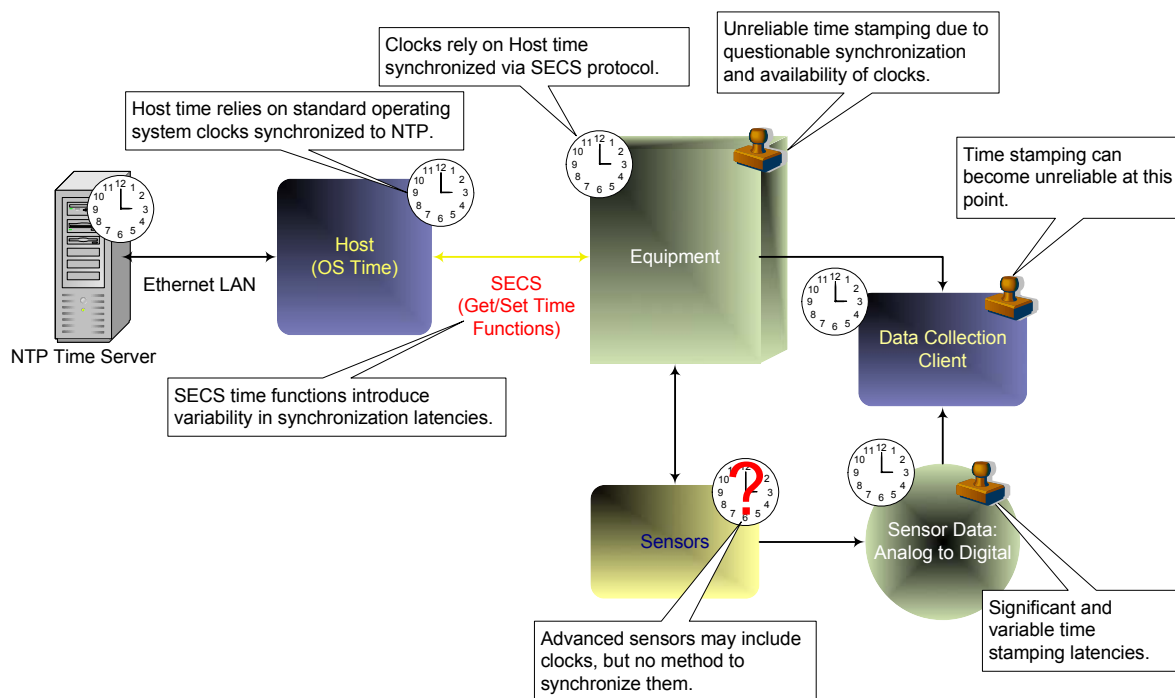 Clocks rely on Host time
synchronized via SECS protocol.
Unreliable time stamping due to
questionable synchronization
and availability of clocks.
Host time relies on standard operating
system clocks synchronized to NTP.
Time stamping can
become unreliable at this
point.
Host
(OS Time)
Equipment
Ethernet LAN
SECS
(Get/Set Time
Functions)
NTP Time Server
Data Collection
Client
SECS time functions introduce
variability in synchronization latencies.
?
Sensors
Sensor Data:
Analog to Digital
Advanced sensors may include
clocks, but no method to
synchronize them.
Significant and
variable time
stamping latencies.